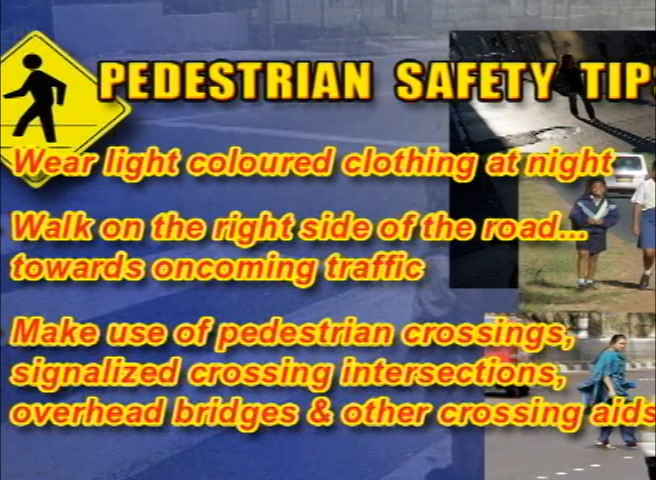 PEDESTRIAN SAFETY TIPS
Wear light coloured clothing at night
Walk on the right side of the road...
towards oncoming traffic
Make use of pedestrian crossings,
signalized crossing intersections,
overhead bridges & other crossing aids